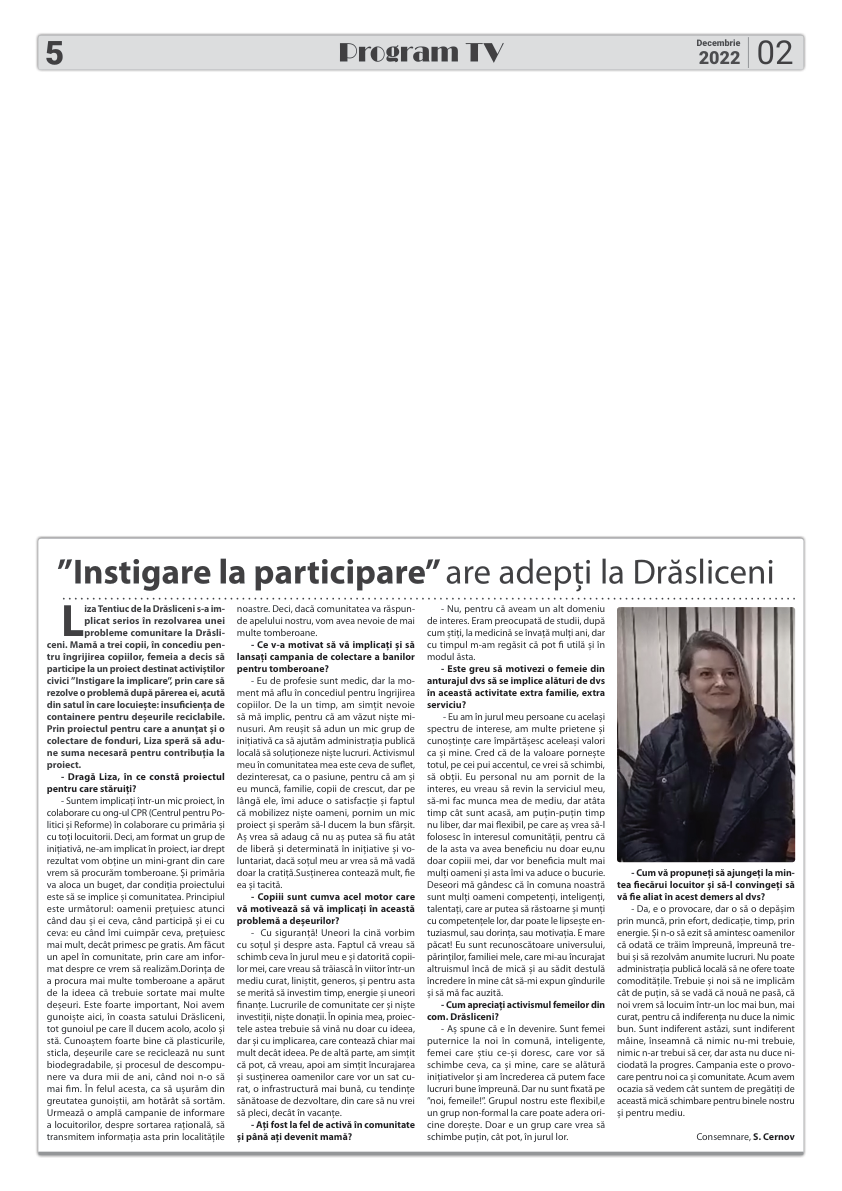 5
Program TV
Decembrie
2022
02
”Instigare la participare” are adepți la Drăsliceni
Liza Tentiuc de la Drăsliceni s-a im-
plicat serios în rezolvarea unei
probleme comunitare la Drăsli-
ceni. Mamă a trei copii, în concediu pen-
tru îngrijirea copiilor, femeia a decis să
participe la un proiect destinat activiștilor
civici ”Instigare la implicare”, prin care să
rezolve o problemă după părerea ei, acută
din satul în care locuiește: insuficiența de
containere pentru deșeurile reciclabile.
Prin proiectul pentru care a anunțat și o
colectare de fonduri, Liza speră să adu-
ne suma necesară pentru contribuția la
proiect.
- Dragă Liza, în ce constă proiectul
pentru care stăruiți?
- Suntem implicați într-un mic proiect, în
colaborare cu ong-ul CPR (Centrul pentru Po-
litici și Reforme) în colaborare cu primăria și
cu toți locuitorii. Deci, am format un grup de
inițiativă, ne-am implicat în proiect, iar drept
rezultat vom obține un mini-grant din care
vrem să procurăm tomberoane. Și primăria
va aloca un buget, dar condiția proiectului
este să se implice și comunitatea. Principiul
este următorul: oamenii prețuiesc atunci
când dau și ei ceva, când participă și ei cu
ceva: eu când îmi cuimpăr ceva, prețuiesc
mai mult, decât primesc pe gratis. Am făcut
un apel în comunitate, prin care am infor-
mat despre ce vrem să realizăm.Dorința de
a procura mai multe tomberoane a apărut
de la ideea că trebuie sortate mai multe
deșeuri. Este foarte important, Noi avem
gunoiște aici, în coasta satului Drăsliceni,
tot gunoiul pe care îl ducem acolo, acolo și
stă. Cunoaștem foarte bine că plasticurile,
sticla, deșeurile care se reciclează nu sunt
biodegradabile, și procesul de descompu-
nere va dura mii de ani, când noi n-o să
mai fim. În felul acesta, ca să ușurăm din
greutatea gunoiștii, am hotărât să sortăm.
Urmează o amplă campanie de informare
a locuitorilor, despre sortarea rațională, să
transmitem informația asta prin localitățile
noastre. Deci, dacă comunitatea va răspun-
de apelului nostru, vom avea nevoie de mai
multe tomberoane.
- Ce v-a motivat să vă implicați și să
lansați campania de colectare a banilor
pentru tomberoane?
- Eu de profesie sunt medic, dar la mo-
ment mă aflu în concediul pentru îngrijirea
copiilor. De la un timp, am simțit nevoie
să mă implic, pentru că am văzut niște mi-
nusuri. Am reușit să adun un mic grup de
inițiativă ca să ajutăm administrația publică
locală să soluționeze niște lucruri. Activismul
meu în comunitatea mea este ceva de suflet,
dezinteresat, ca o pasiune, pentru că am și
eu muncă, familie, copii de crescut, dar pe
lângă ele, îmi aduce o satisfacție și faptul
că mobilizez niște oameni, pornim un mic
proiect și sperăm să-l ducem la bun sfârșit.
Aș vrea să adaug că nu aș putea să fiu atât
de liberă și determinată în inițiative și vo-
luntariat, dacă soțul meu ar vrea să mă vadă
doar la cratiță.Susținerea contează mult, fie
ea și tacită.
- Copiii sunt cumva acel motor care
vă motivează să vă implicați în această
problemă a deșeurilor?
- Cu siguranță! Uneori la cină vorbim
cu soțul și despre asta. Faptul că vreau să
schimb ceva în jurul meu e și datorită copii-
lor mei, care vreau să trăiască în viitor într-un
mediu curat, liniștit, generos, și pentru asta
se merită să investim timp, energie și uneori
finanțe. Lucrurile de comunitate cer și niște
investiții, niște donații. În opinia mea, proiec-
tele astea trebuie să vină nu doar cu ideea,
dar și cu implicarea, care contează chiar mai
mult decât ideea. Pe de altă parte, am simțit
că pot, că vreau, apoi am simțit încurajarea
și susținerea oamenilor care vor un sat cu-
rat, o infrastructură mai bună, cu tendințe
sănătoase de dezvoltare, din care să nu vrei
să pleci, decât în vacanțe.
- Ați fost la fel de activă în comunitate
și până ați devenit mamă?
- Nu, pentru că aveam un alt domeniu
de interes. Eram preocupată de studii, după
cum știți, la medicină se învață mulți ani, dar
cu timpul m-am regăsit că pot fi utilă și în
modul ăsta.
- Este greu să motivezi o femeie din
anturajul dvs să se implice alături de dvs
în această activitate extra familie, extra
serviciu?
- Eu am în jurul meu persoane cu același
spectru de interese, am multe prietene și
cunoștințe care împărtășesc aceleași valori
ca și mine. Cred că de la valoare pornește
totul, pe cei pui accentul, ce vrei să schimbi,
să obții. Eu personal nu am pornit de la
interes, eu vreau să revin la serviciul meu,
să-mi fac munca mea de mediu, dar atâta
timp cât sunt acasă, am puțin-puțin timp
nu liber, dar mai flexibil, pe care aș vrea să-l
folosesc în interesul comunității, pentru că
de la asta va avea beneficiu nu doar eu,nu
doar copiii mei, dar vor beneficia mult mai
mulți oameni și asta îmi va aduce o bucurie.
Deseori mă gândesc că în comuna noastră
sunt mulți oameni competenți, inteligenți,
talentați, care ar putea să răstoarne și munți
cu competențele lor, dar poate le lipsește en-
tuziasmul, sau dorința, sau motivația. E mare
păcat! Eu sunt recunoscătoare universului,
părinților, familiei mele, care mi-au încurajat
altruismul încă de mică și au sădit destulă
încredere în mine cât să-mi expun gîndurile
și să mă fac auzită.
- Cum apreciați activismul femeilor din
com. Drăsliceni?
- Aș spune că e în devenire. Sunt femei
puternice la noi în comună, inteligente,
femei care știu ce-și doresc, care vor să
schimbe ceva, ca și mine, care se alătură
inițiativelor și am încrederea că putem face
lucruri bune împreună. Dar nu sunt fixată pe
”noi, femeile!”. Grupul nostru este flexibil,e
un grup non-formal la care poate adera ori-
cine dorește. Doar e un grup care vrea să
schimbe puțin, cât pot, în jurul lor.
- Cum vă propuneți să ajungeți la min-
tea fiecărui locuitor și să-l convingeți să
vă fie aliat în acest demers al dvs?
- Da, e o provocare, dar o să o depășim
prin muncă, prin efort, dedicație, timp, prin
energie. Și n-o să ezit să amintesc oamenilor
că odată ce trăim împreună, împreună tre-
bui și să rezolvăm anumite lucruri. Nu poate
administrația publică locală să ne ofere toate
comoditățile. Trebuie și noi să ne implicăm
cât de puțin, să se vadă că nouă ne pasă, că
noi vrem să locuim într-un loc mai bun, mai
curat, pentru că indiferența nu duce la nimic
bun. Sunt indiferent astăzi, sunt indiferent
mâine, înseamnă că nimic nu-mi trebuie,
nimic n-ar trebui să cer, dar asta nu duce ni-
ciodată la progres. Campania este o provo-
care pentru noi ca și comunitate. Acum avem
ocazia să vedem cât suntem de pregătiți de
această mică schimbare pentru binele nostru
și pentru mediu.
Consemnare, S. Cernov